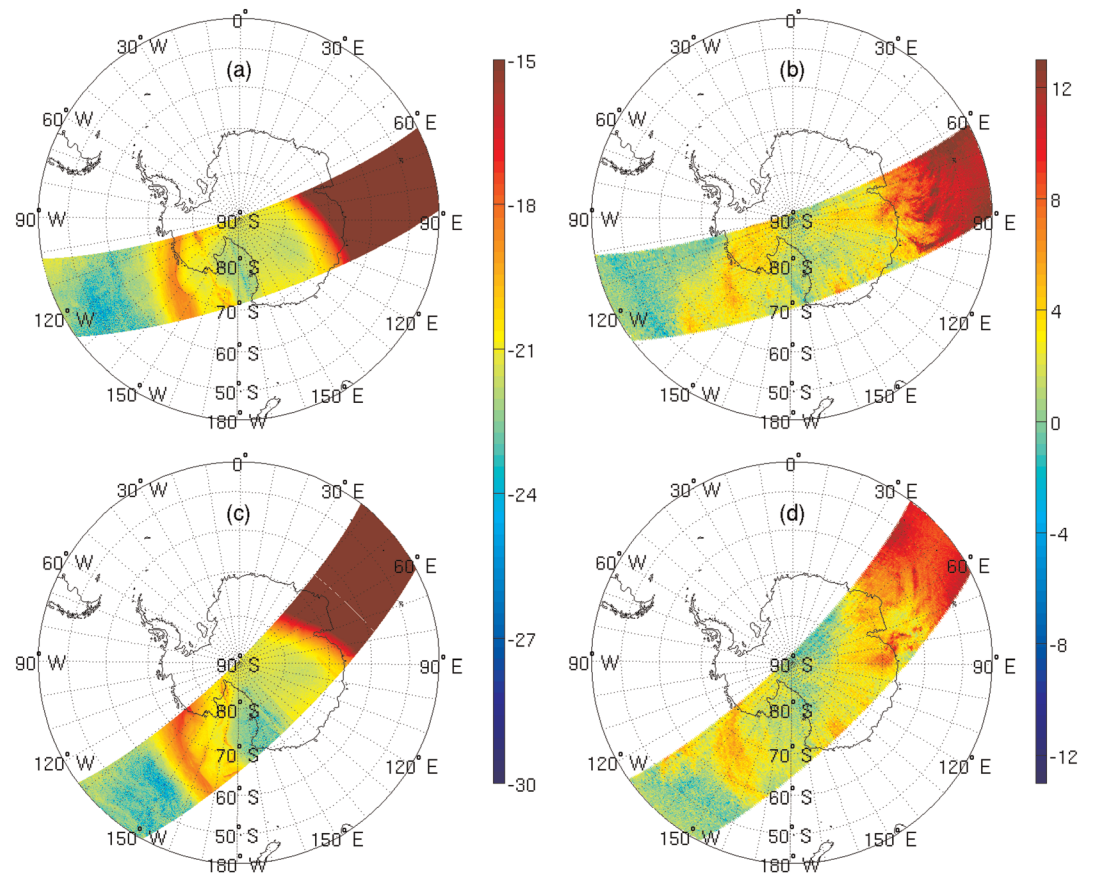 0° 
30° W
30° E
(a)
60° W
60° E
90° W
90° S
90° E
80° S
120° W
70° S
120° E
60° S
150° W
50° S
150° E
180° W
-15
-18
-21
-24
-27
-30
0°
30° W
30° E
(b)
60° W
60° E
90° W
90° S
90° E
80° S
120° W
70° S
120° E
60° S
150° W
50° S
150° E
180° W
12
8
4
0
-4
-8
-12
0°
30° W
30° E
(c)
60° W
60° E
90° W
90° S
90° E
80° S
120° W
70° S
120° E
60° S
150° W
50° S
150° E
180° W
0°
30° W
30° E
(d)
60° W
60° E
90° W
90° S
90° E
80° S
120° W
70° S
120° E
60° S
150° W
50° S
150° E
180° W